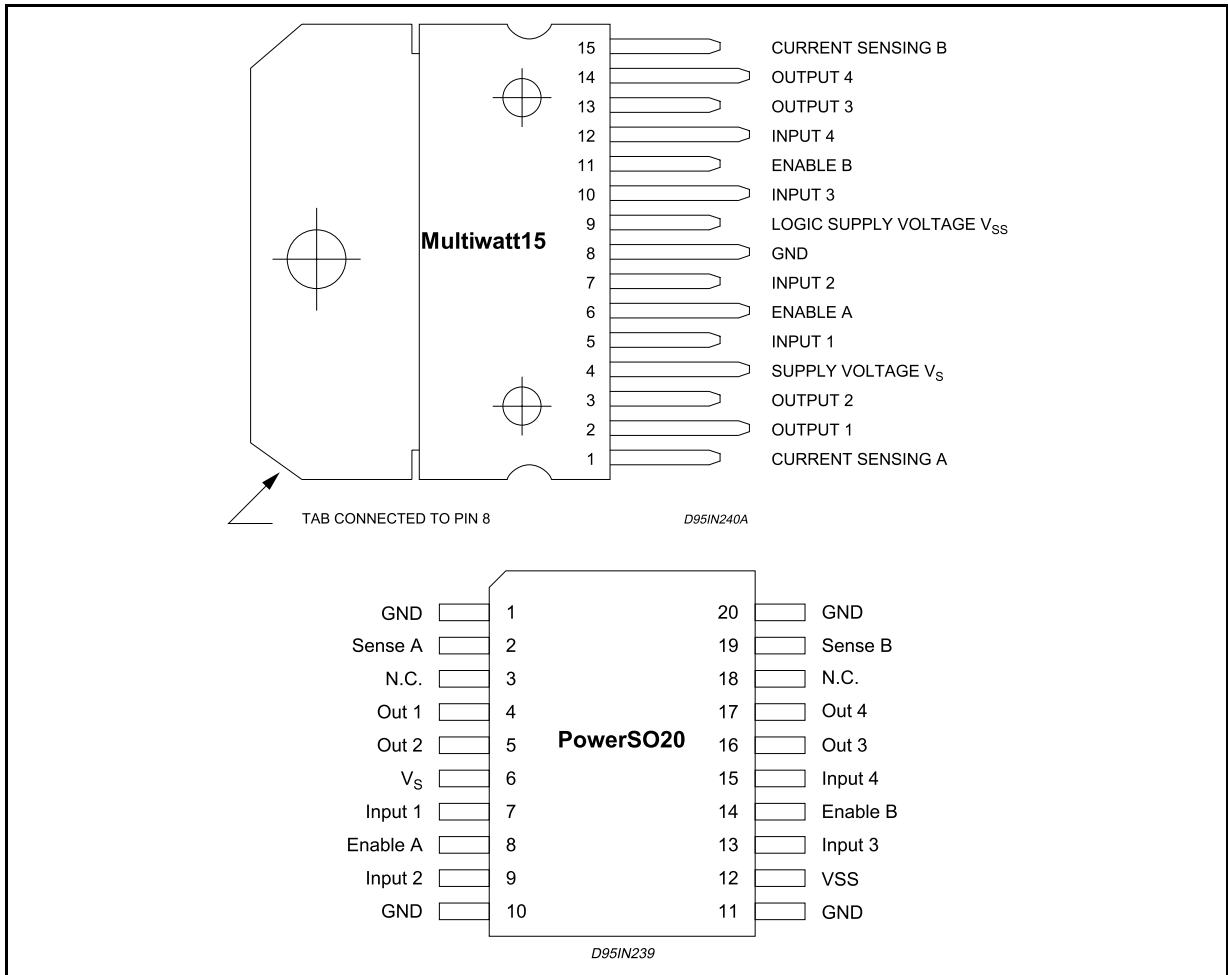 15 CURRENT SENSING B
14 OUTPUT 4
13 OUTPUT 3
12 INPUT 4
11 ENABLE B
10 INPUT 3
9 LOGIC SUPPLY VOLTAGE VSS
Multiwatt15
8 GND
7 INPUT 2
6 ENABLE A
5 INPUT 1
4 SUPPLY VOLTAGE VS
3 OUTPUT 2
2 OUTPUT 1
1 CURRENT SENSING A
TAB CONNECTED TO PIN 8
D95IN240A
GND 1 20 GND
Sense A 2 19 Sense B
N.C. 3 18 N.C.
Out 1 4 17 Out 4
PowerSO20
Out 2 5 16 Out 3
VS 6 15 Input 4
Input 1 7 14 Enable B
Enable A 8 13 Input 3
Input 2 9 12 VSS
GND 10 11 GND
D95IN239